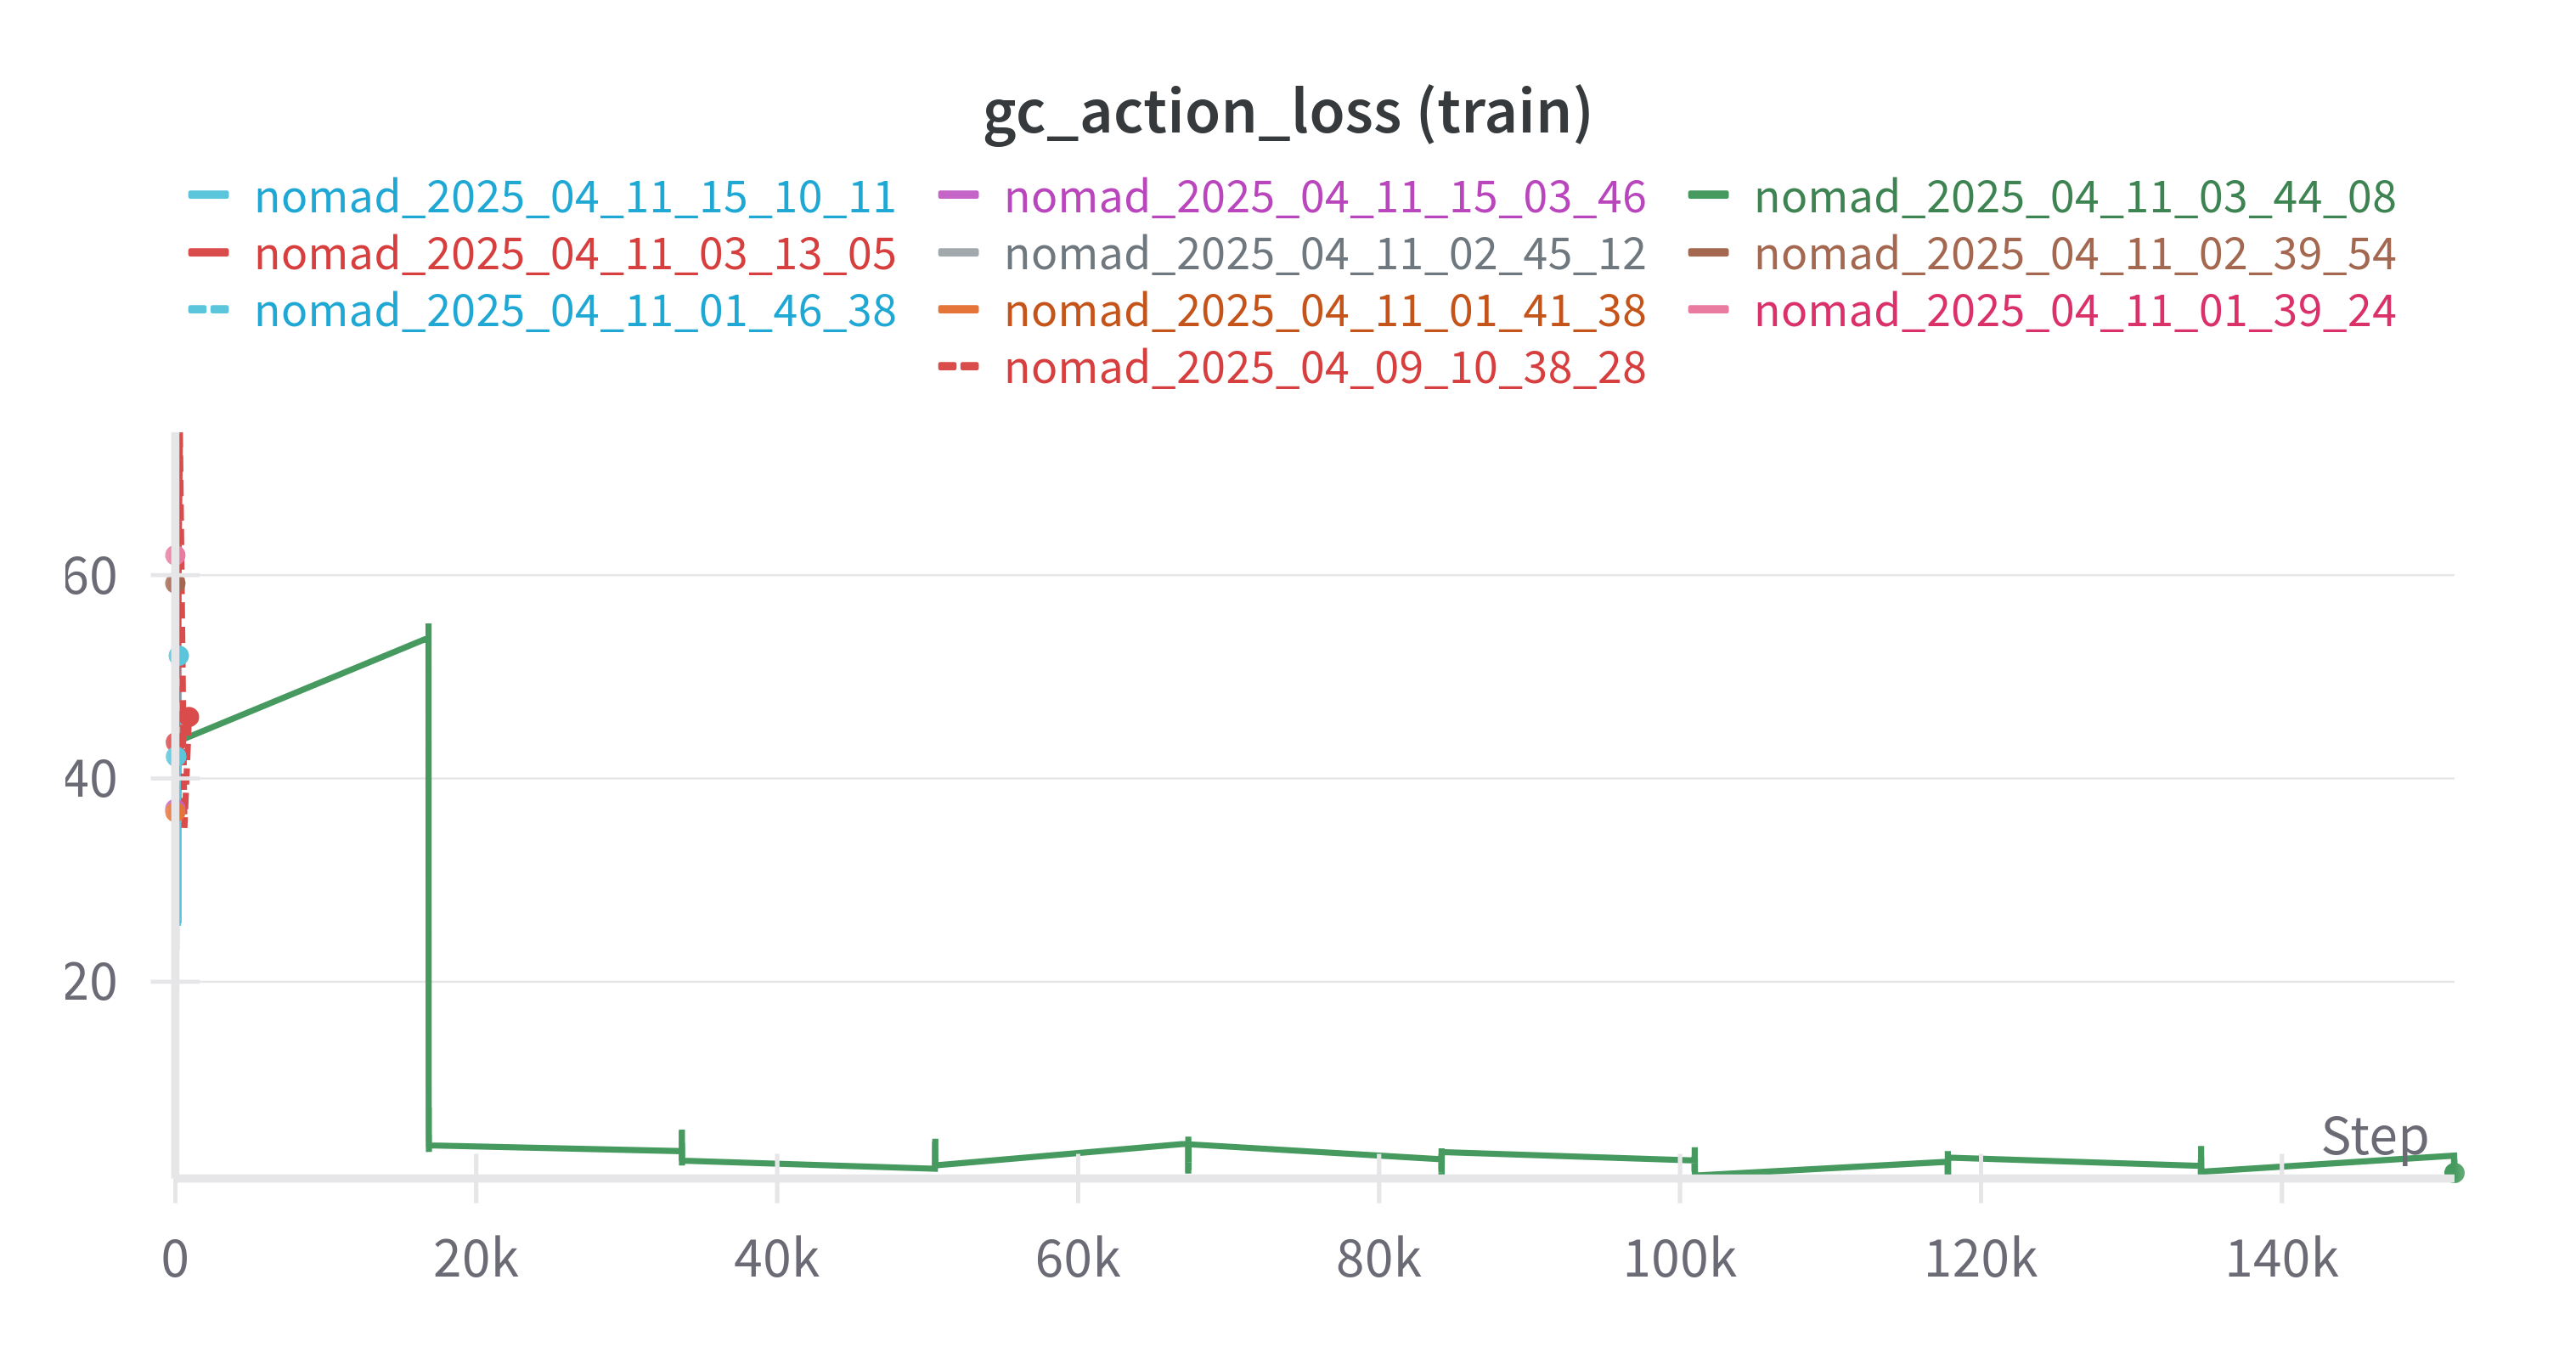 gc_action_loss (train)
nomad_2025_04_11_15_10_11 nomad_2025_04_11_15_03_46 nomad_2025_04_11_03_44_08
nomad_2025_04_11_03_13_05 nomad_2025_04_11_02_45_12 nomad_2025_04_11_02_39_54
nomad_2025_04_11_01_46_38 nomad_2025_04_11_01_41_38 nomad_2025_04_11_01_39_24
nomad_2025_04_09_10_38_28
60
40
20
Step
0 20k 40k 60k 80k 100k 120k 140k